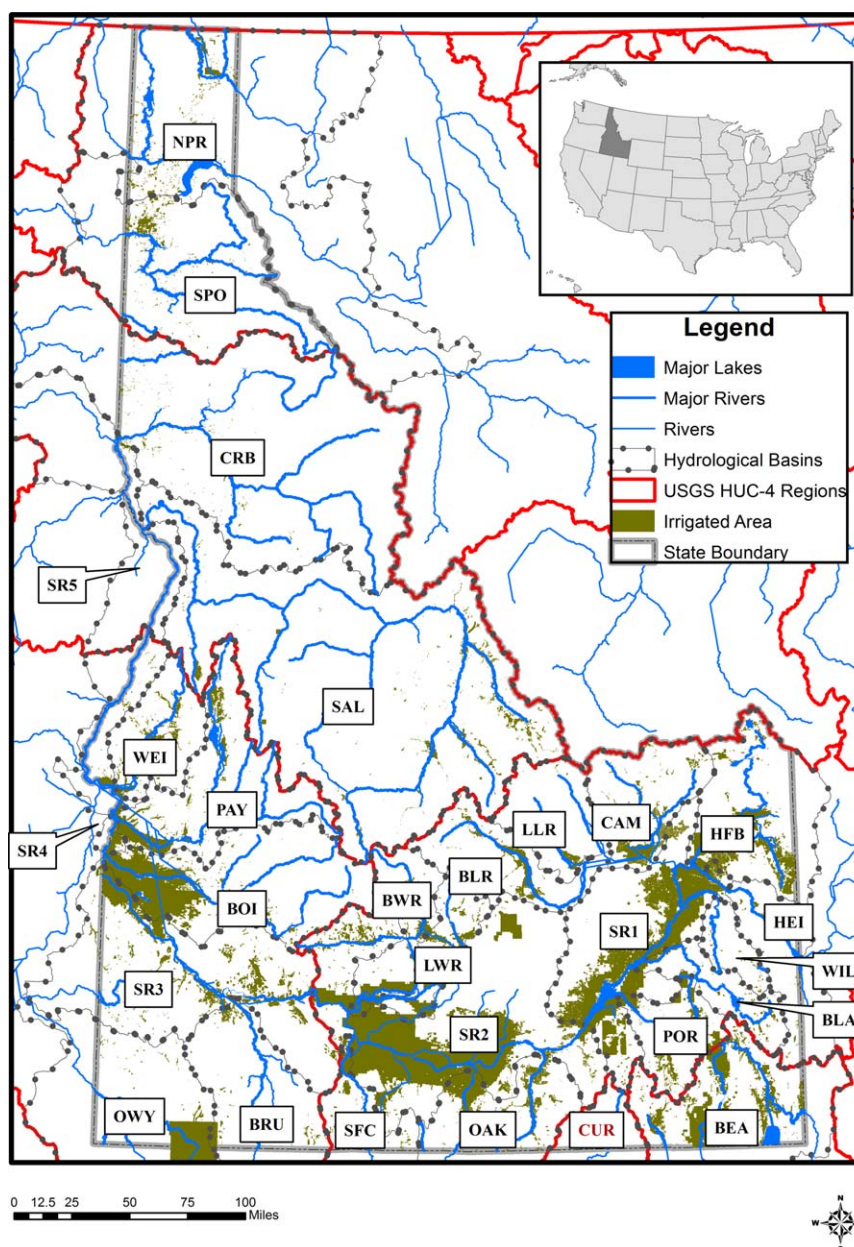 NPR
SPO
Legend
Major Lakes
Major Rivers
Rivers
Hydrological Basins
USGS HUC-4 Regions
Irrigated Area
State Boundary
CRB
SR5
SAL
WEI
PAY
SR4
LLR
CAM
HFB
BLR
BWR
BOI
HEI
SR1
LWR
WIL
SR3
BLA
SR2
POR
OWY
BRU
SFC
OAK
CUR
BEA
0 12.5 25 50 75 100
Miles
N
W E
S